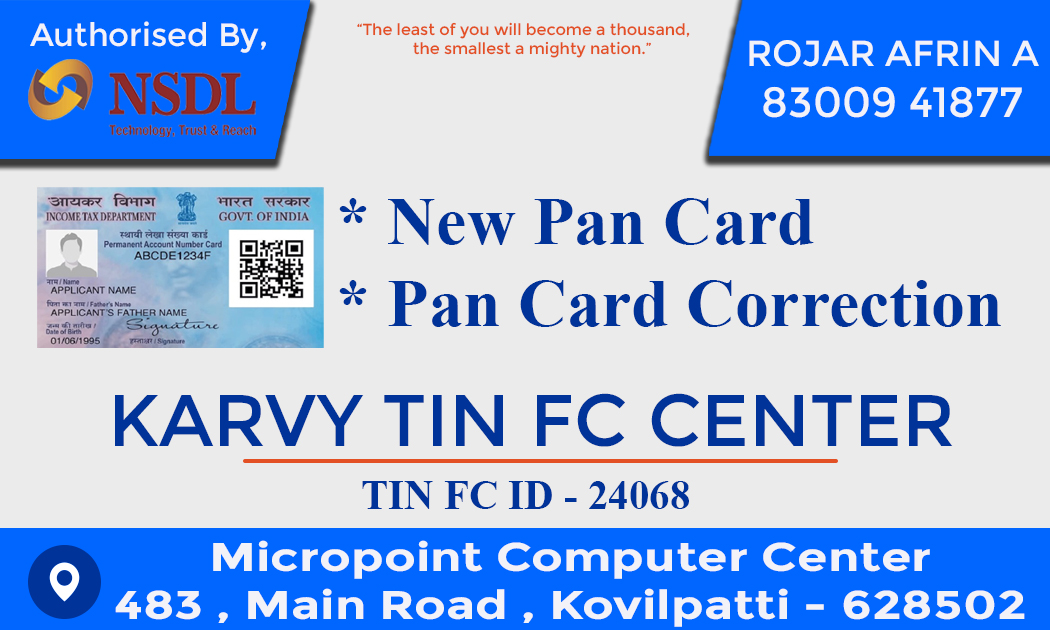 Authorised By,
NSDL
Technology, Trust & Reach
“The least of you will become a thousand,
the smallest a mighty nation.”
ROJAR AFRIN A
83009 41877
आयकर विभाग
INCOME TAX DEPARTMENT
भारत सरकार
GOVT. OF INDIA
स्थायी लेखा संख्या कार्ड
Permanent Account Number Card
ABCDE1234F
नाम / Name
APPLICANT NAME
पिता का नाम / Father's Name
APPLICANT'S FATHER NAME
जन्म की तारीख /
Date of Birth
01/06/1995
Signature
हस्ताक्षर / Signature
* New Pan Card
* Pan Card Correction
KARVY TIN FC CENTER
TIN FC ID - 24068
Micropoint Computer Center
483 , Main Road , Kovilpatti - 628502